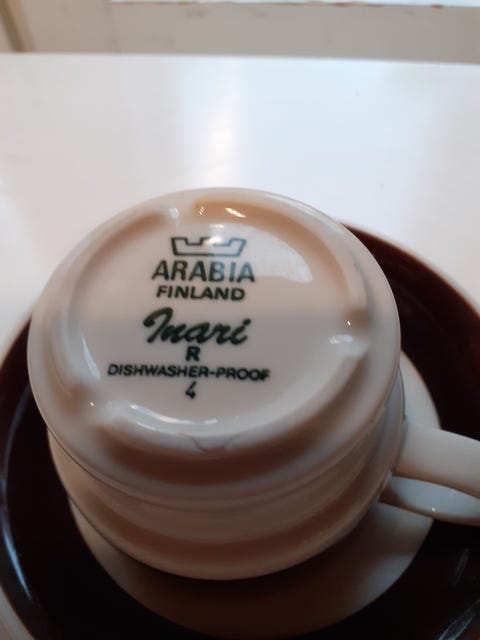 ARABIA
FINLAND
Inari
R
DISHWASHER-PROOF
4